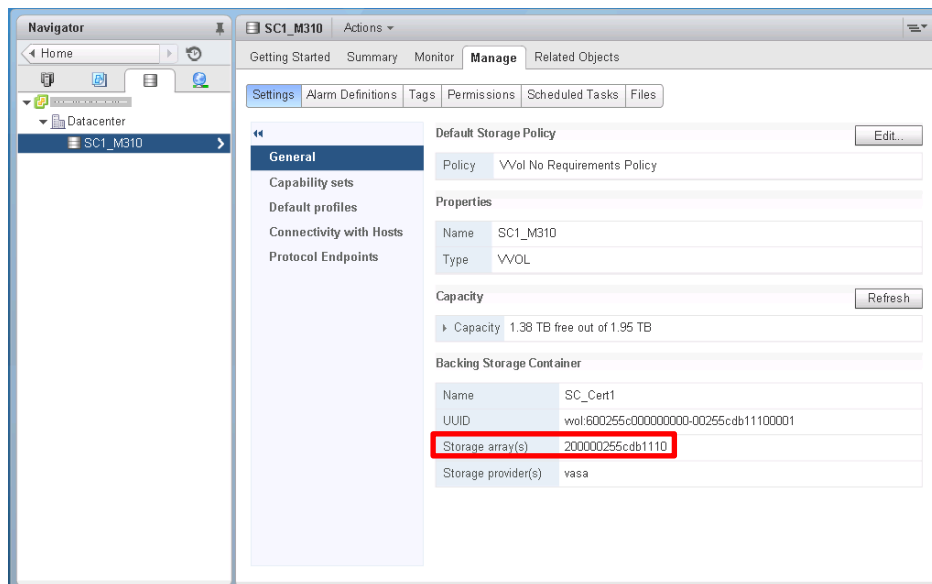 Navigator
Home
Datacenter
SC1_M310
SC1_M310 Actions
Getting Started Summary Monitor Manage Related Objects
Settings Alarm Definitions Tags Permissions Scheduled Tasks Files
General
Capability sets
Default profiles
Connectivity with Hosts
Protocol Endpoints
Default Storage Policy Edit...
Policy VVol No Requirements Policy
Properties
Name SC1_M310
Type VVOL
Capacity Refresh
Capacity 1.38 TB free out of 1.95 TB
Backing Storage Container
Name SC_Cert1
UUID vvol:600255c000000000-00255cdb11100001
Storage array(s) 200000255cdb1110
Storage provider(s) vasa